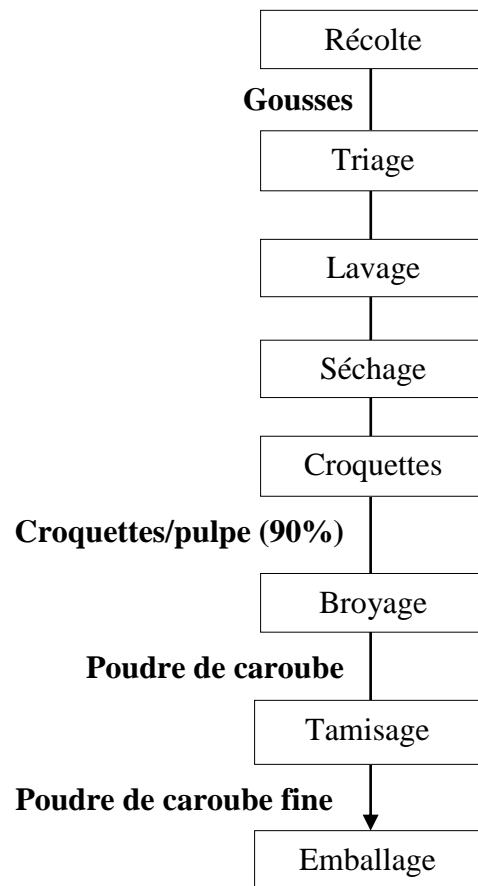 Récolte
Gousses
Triage
Lavage
Séchage
Croquettes
Croquettes/pulpe (90%)
Broyage
Poudre de caroube
Tamisage
Poudre de caroube fine
Emballage